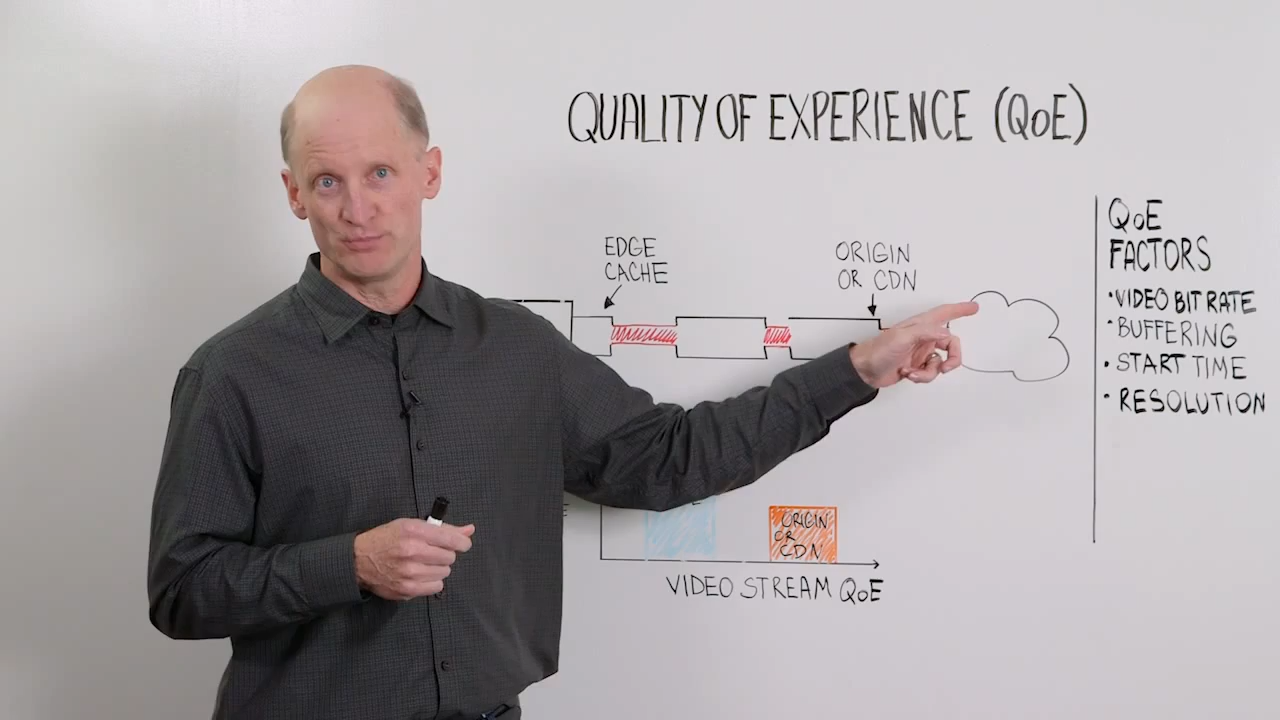 QUALITY OF EXPERIENCE (QoE)
EDGE
CACHE
ORIGIN
OR CDN
QoE
FACTORS
• VIDEO BIT RATE
• BUFFERING
• START TIME
• RESOLUTION
ORIGIN
OR
CDN
VIDEO STREAM QoE